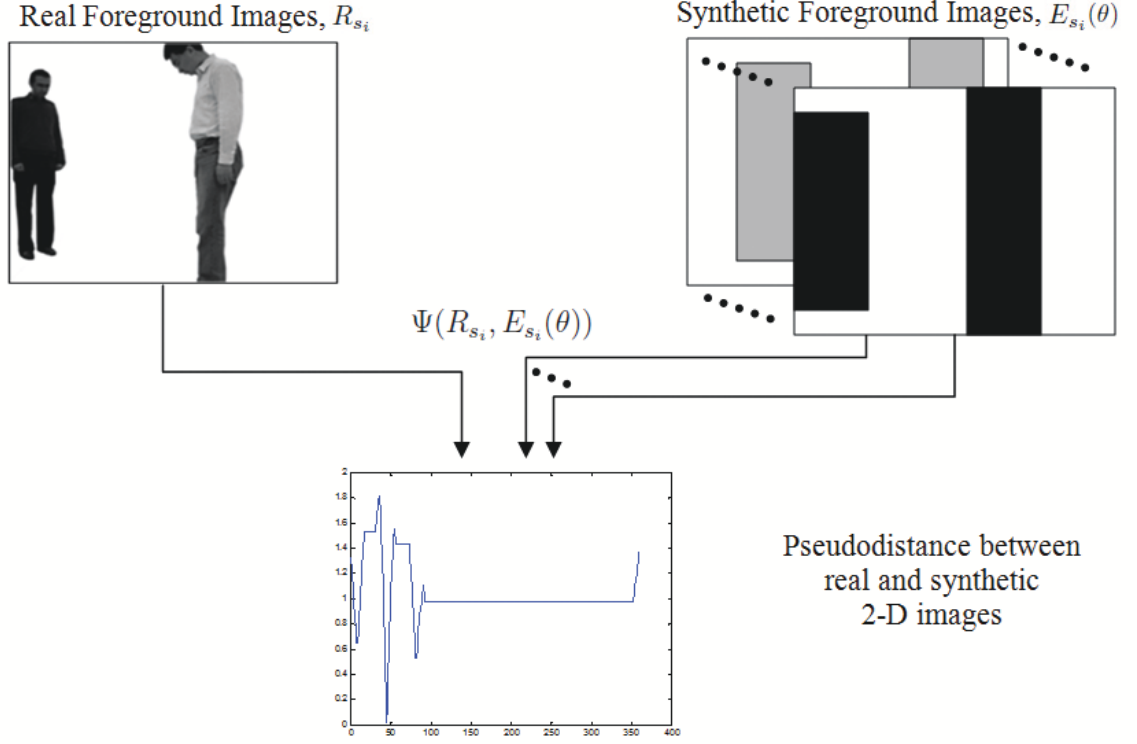 Real Foreground Images, R_{s_i}
Synthetic Foreground Images, E_{s_i}(θ)
Ψ(R_{s_i}, E_{s_i}(θ))
2
1.8
1.6
1.4
1.2
1
0.8
0.6
0.4
0.2
0
0 50 100 150 200 250 300 350 400
Pseudodistance between
real and synthetic
2-D images